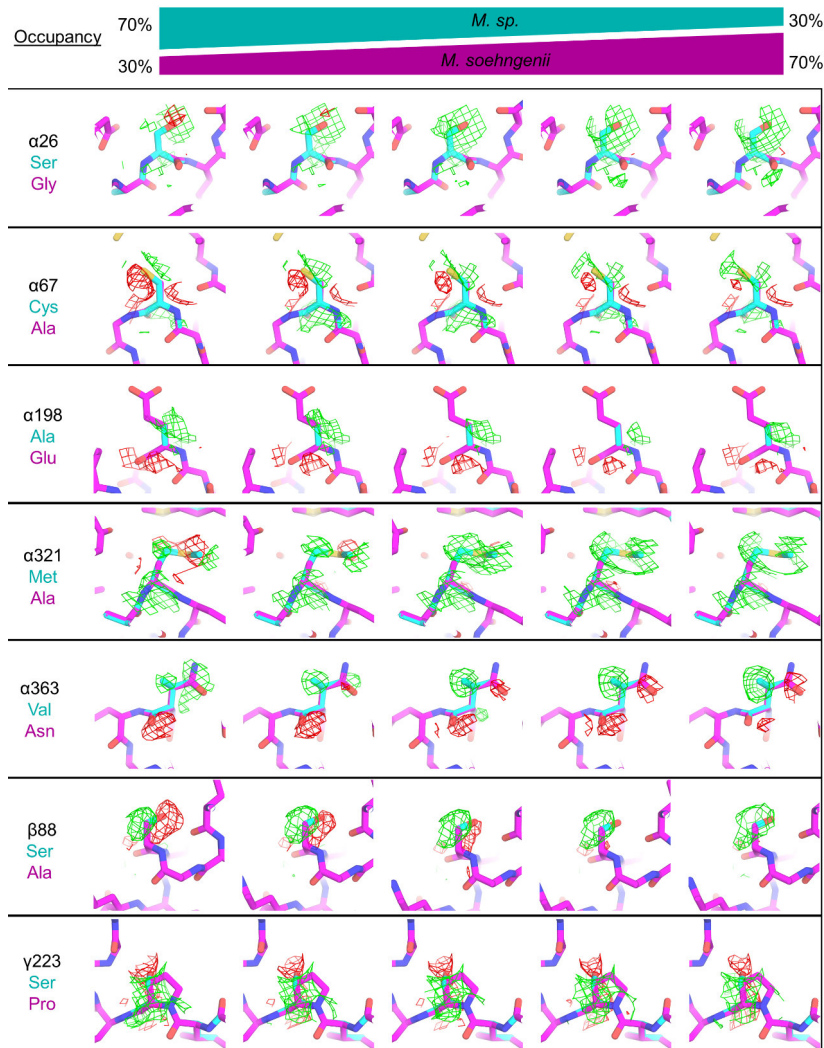 Occupancy
70%
M. sp.
30%
30%
M. soehngenii
70%
α26
Ser
Gly
α67
Cys
Ala
α198
Ala
Glu
α321
Met
Ala
α363
Val
Asn
β88
Ser
Ala
γ223
Ser
Pro